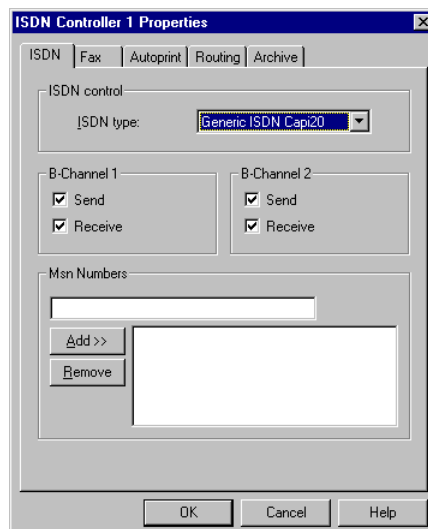 ISDN Controller 1 Properties
ISDN Fax Autoprint Routing Archive
ISDN control
ISDN type: Generic ISDN Capi20
B-Channel 1 B-Channel 2
Send Send
Receive Receive
Msn Numbers
Add >>
Remove
OK Cancel Help